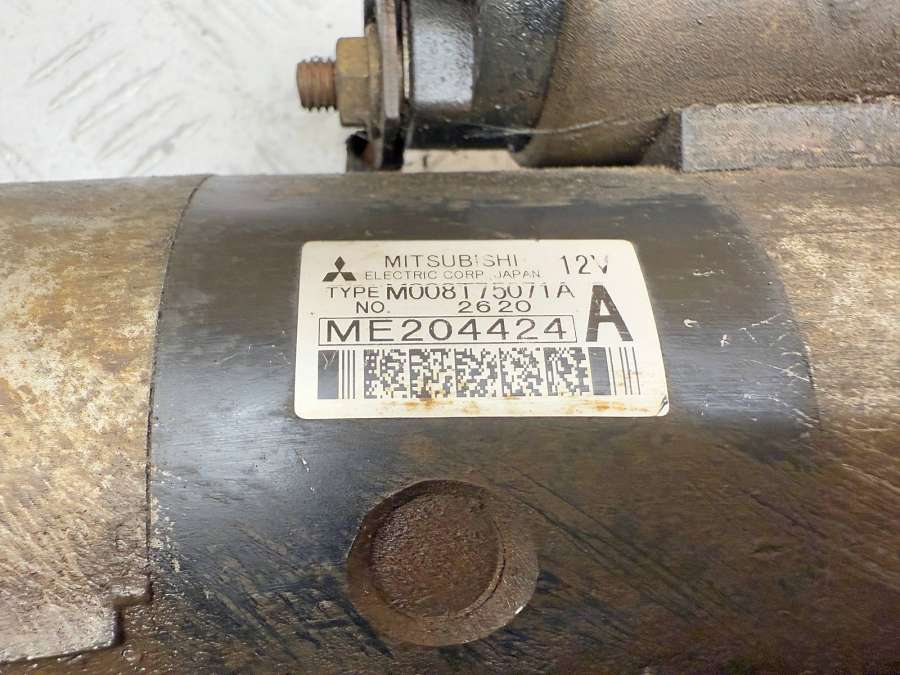 MITSUBISHI 12V
ELECTRIC CORP. JAPAN
TYPE M008T75071A
NO. 2620 A
ME204424